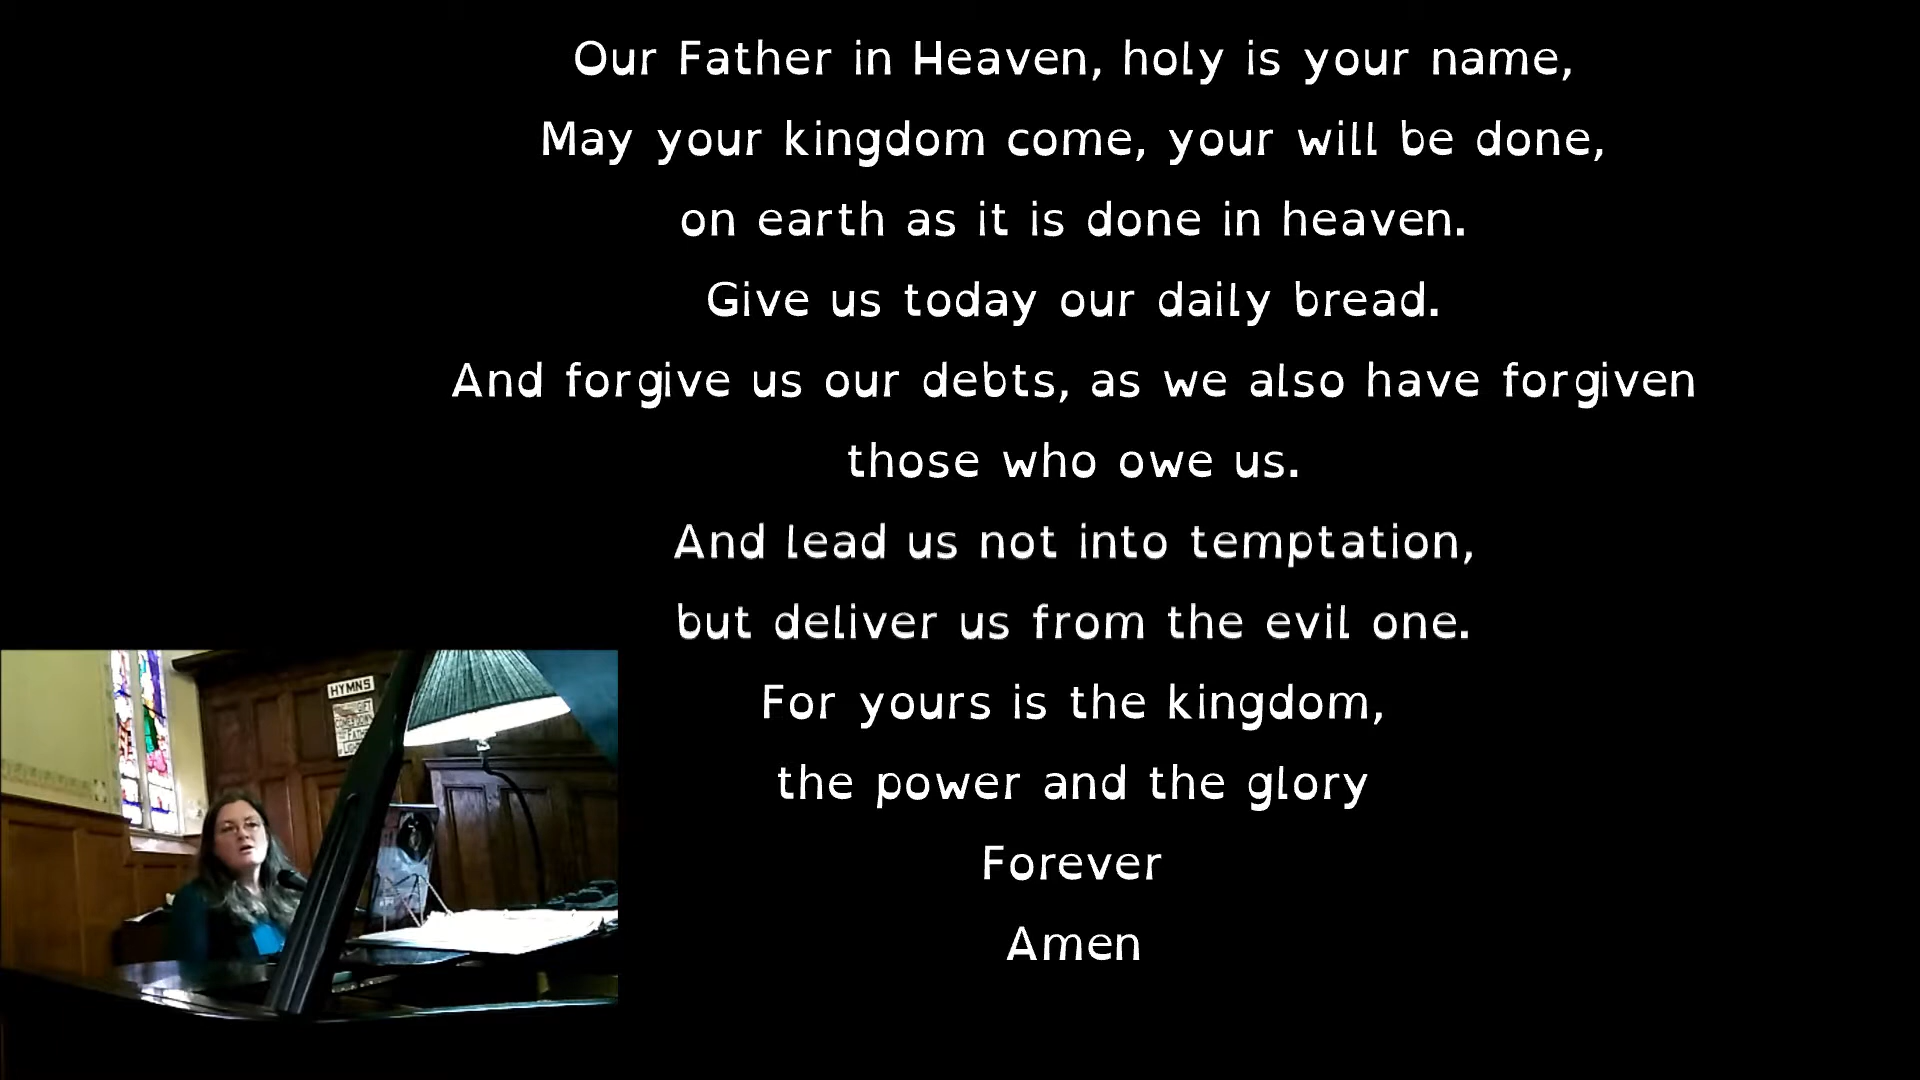 Our Father in Heaven, holy is your name,
May your kingdom come, your will be done,
on earth as it is done in heaven.
Give us today our daily bread.
And forgive us our debts, as we also have forgiven
those who owe us.
And lead us not into temptation,
but deliver us from the evil one.
For yours is the kingdom,
the power and the glory
Forever
Amen
HYMNS